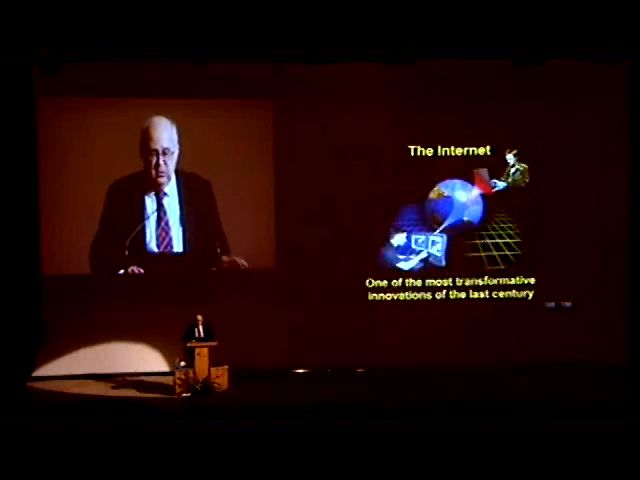 The Internet
One of the most transformative
innovations of the last century